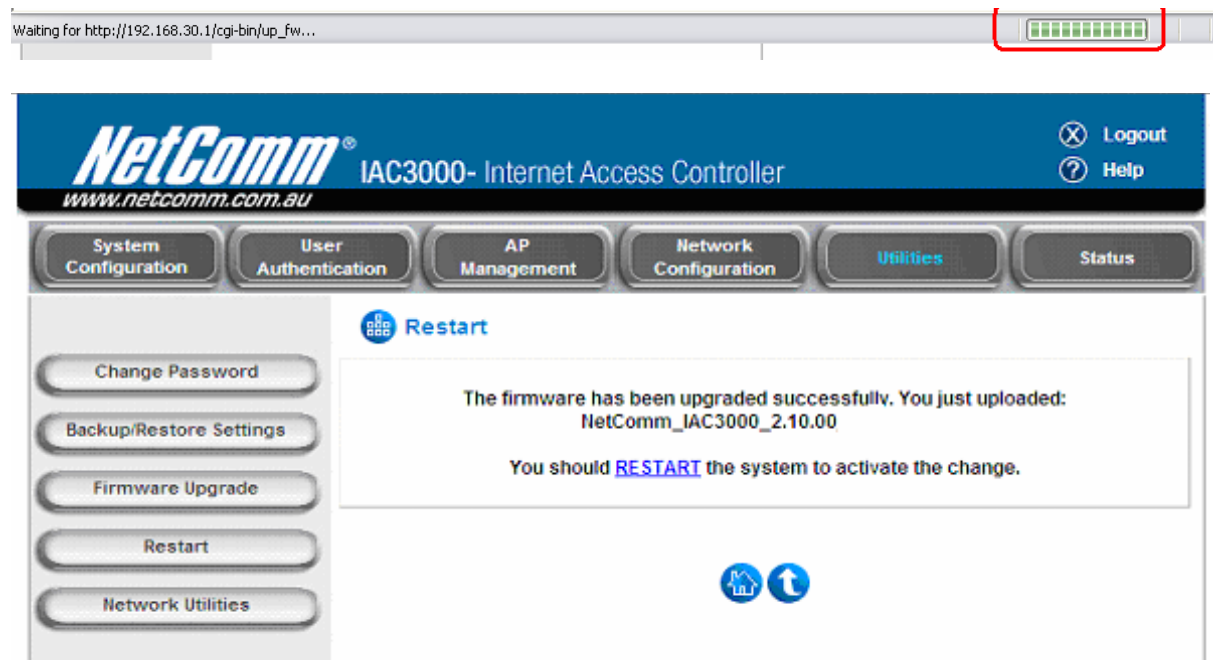 Waiting for http://192.168.30.1/cgi-bin/up_fw...
NetComm®
www.netcomm.com.au
IAC3000- Internet Access Controller
Logout
? Help
System
Configuration
User
Authentication
AP
Management
Network
Configuration
Utilities
Status
Restart
Change Password
Backup/Restore Settings
Firmware Upgrade
Restart
Network Utilities
The firmware has been upgraded successfully. You just uploaded:
NetComm_IAC3000_2.10.00
You should RESTART the system to activate the change.